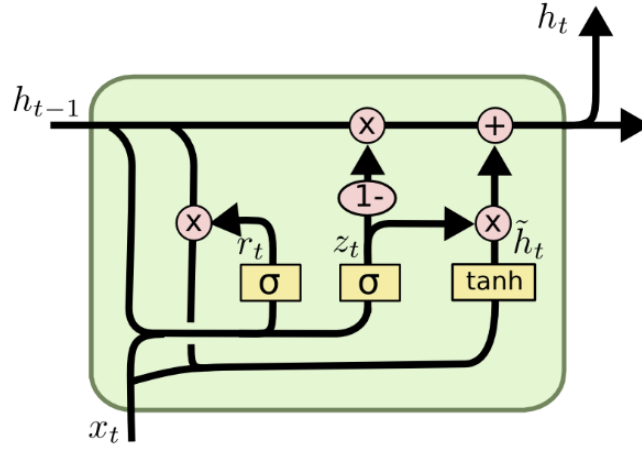 h_t
h_{t-1}
x
+
1-
x
r_t
z_t
x
h̃_t
σ
σ
tanh
x_t